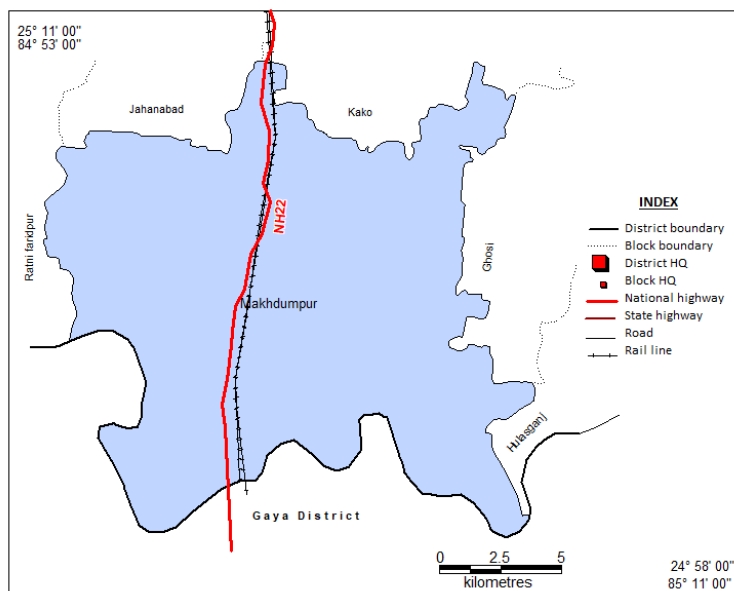 25° 11' 00"
84° 53' 00"
Jahanabad
Kako
Ratni faridpur
NH22
Ghosi
Makhdumpur
Hulasganj
Gaya District
INDEX
District boundary
Block boundary
District HQ
Block HQ
National highway
State highway
Road
Rail line
0 2.5 5
kilometres
24° 58' 00"
85° 11' 00"